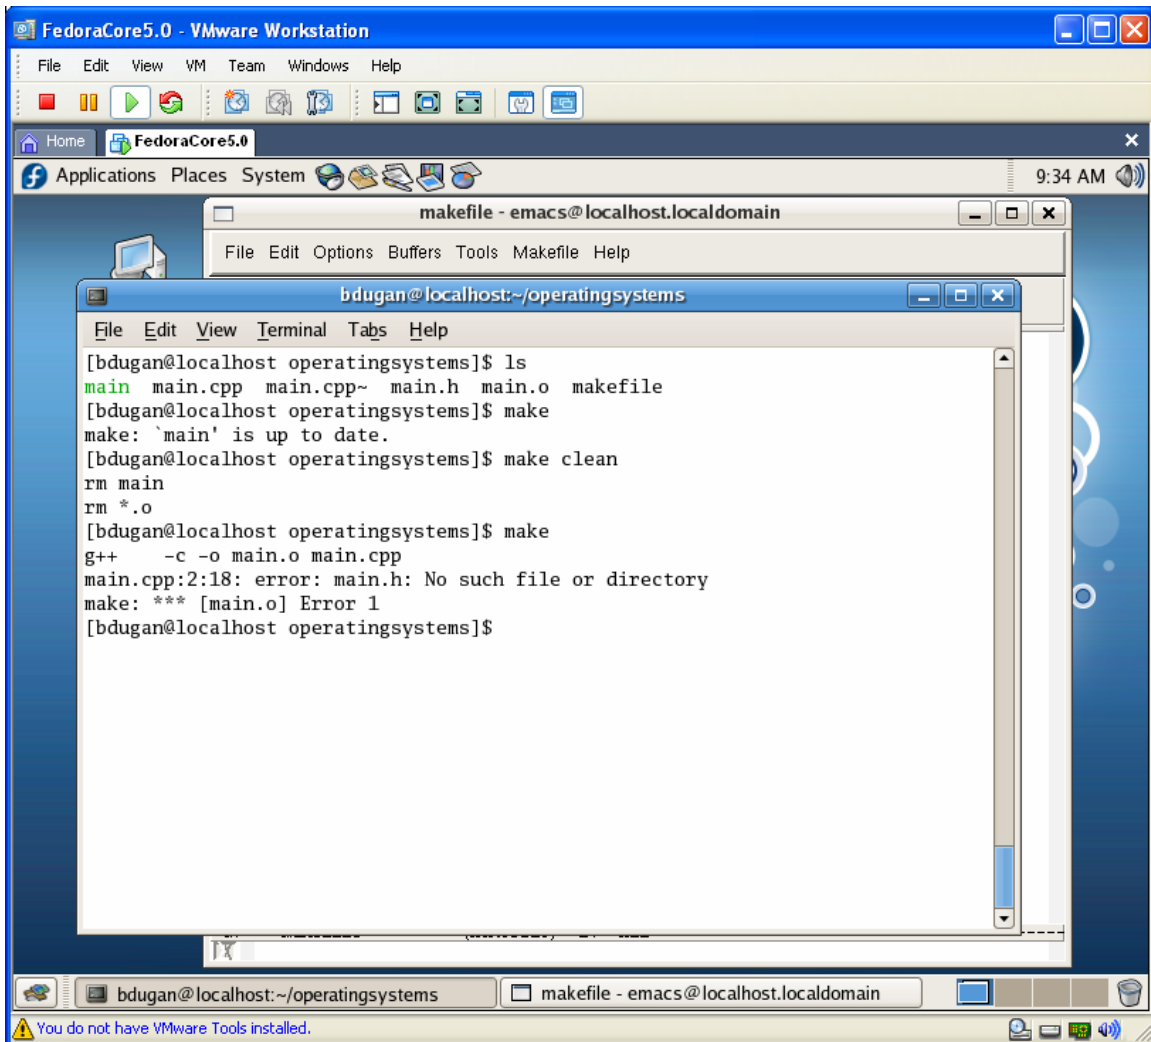 FedoraCore5.0 - VMware Workstation
File Edit View VM Team Windows Help
Home FedoraCore5.0
Applications Places System 9:34 AM
makefile - emacs@localhost.localdomain
File Edit Options Buffers Tools Makefile Help
bdugan@localhost:~/operatingsystems
File Edit View Terminal Tabs Help
[bdugan@localhost operatingsystems]$ ls
main main.cpp main.cpp~ main.h main.o makefile
[bdugan@localhost operatingsystems]$ make
make: `main' is up to date.
[bdugan@localhost operatingsystems]$ make clean
rm main
rm *.o
[bdugan@localhost operatingsystems]$ make
g++    -c -o main.o main.cpp
main.cpp:2:18: error: main.h: No such file or directory
make: *** [main.o] Error 1
[bdugan@localhost operatingsystems]$
bdugan@localhost:~/operatingsystems makefile - emacs@localhost.localdomain
You do not have VMware Tools installed.